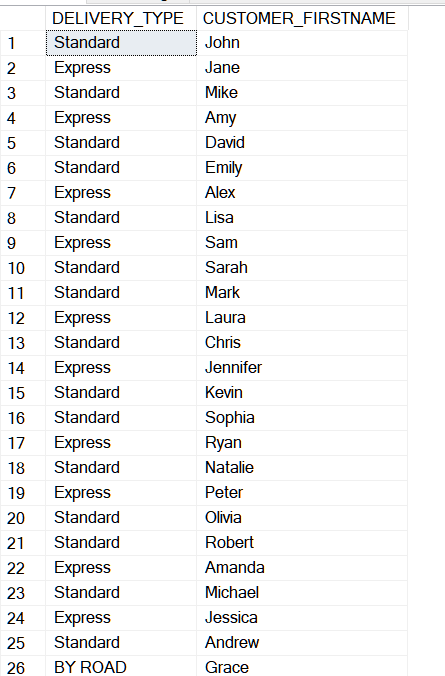 DELIVERY_TYPE CUSTOMER_FIRSTNAME
1 Standard John
2 Express Jane
3 Standard Mike
4 Express Amy
5 Standard David
6 Standard Emily
7 Express Alex
8 Standard Lisa
9 Express Sam
10 Standard Sarah
11 Standard Mark
12 Express Laura
13 Standard Chris
14 Express Jennifer
15 Standard Kevin
16 Standard Sophia
17 Express Ryan
18 Standard Natalie
19 Express Peter
20 Standard Olivia
21 Standard Robert
22 Express Amanda
23 Standard Michael
24 Express Jessica
25 Standard Andrew
26 BY ROAD Grace